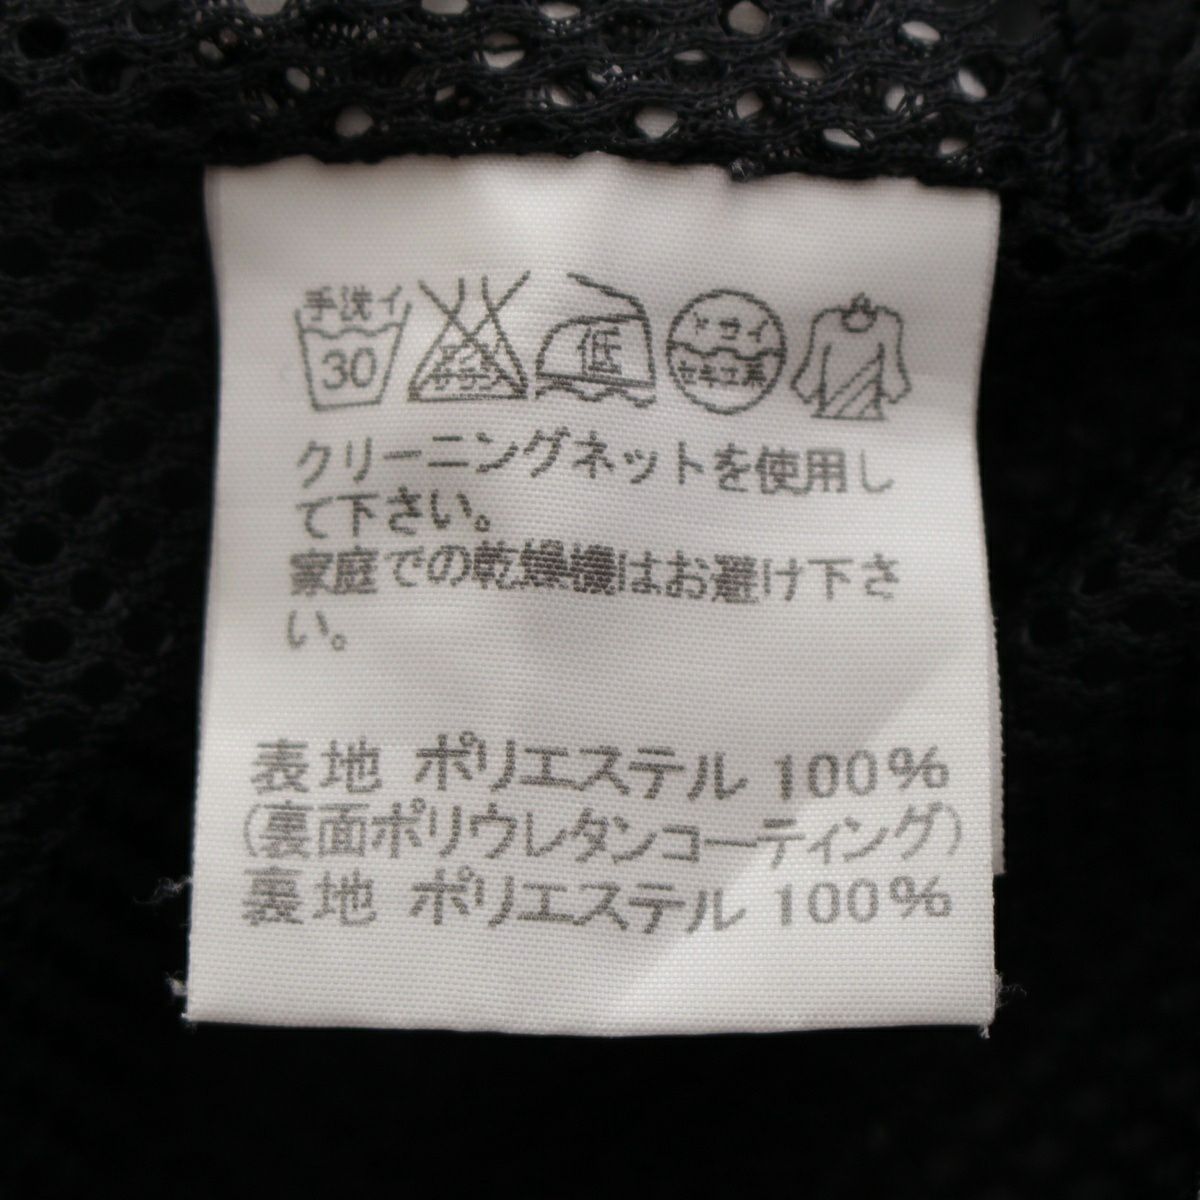 手洗イ 30 低 ドライ セキユ系
クリーニングネットを使用し
て下さい。
家庭での乾燥機はお避け下さ
い。
表地 ポリエステル 100%
(裏面ポリウレタンコーティング)
裏地 ポリエステル 100%